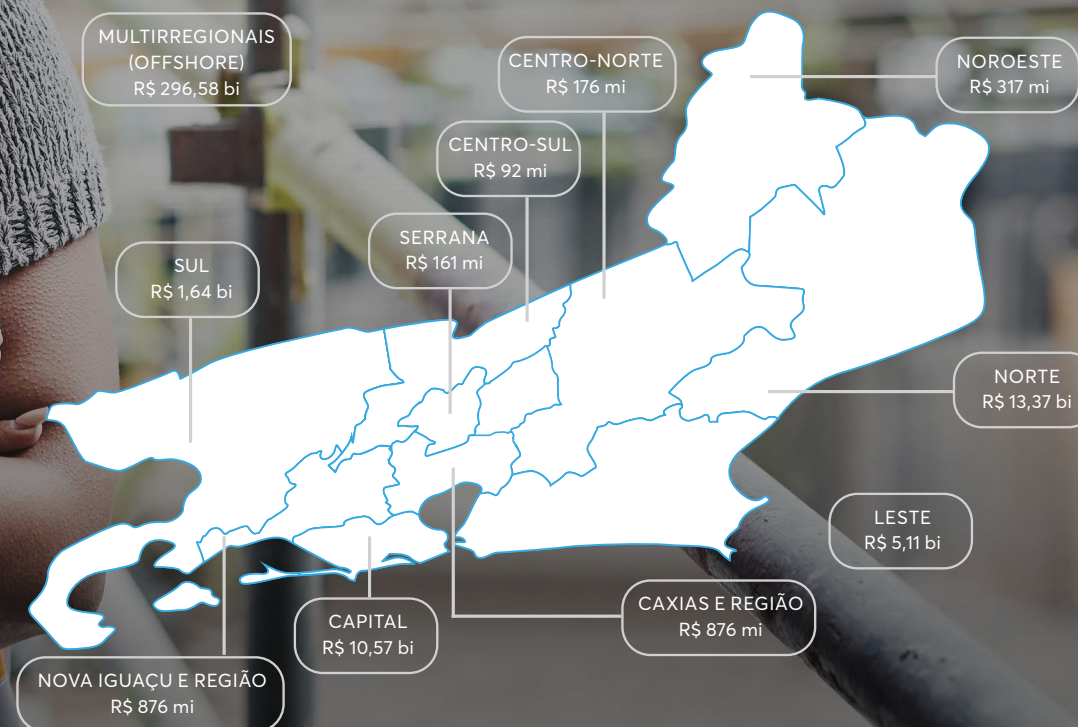 MULTIRREGIONAIS
(OFFSHORE)
R$ 296,58 bi
CENTRO-NORTE
R$ 176 mi
NOROESTE
R$ 317 mi
CENTRO-SUL
R$ 92 mi
SERRANA
R$ 161 mi
SUL
R$ 1,64 bi
NORTE
R$ 13,37 bi
LESTE
R$ 5,11 bi
CAXIAS E REGIÃO
R$ 876 mi
CAPITAL
R$ 10,57 bi
NOVA IGUAÇU E REGIÃO
R$ 876 mi